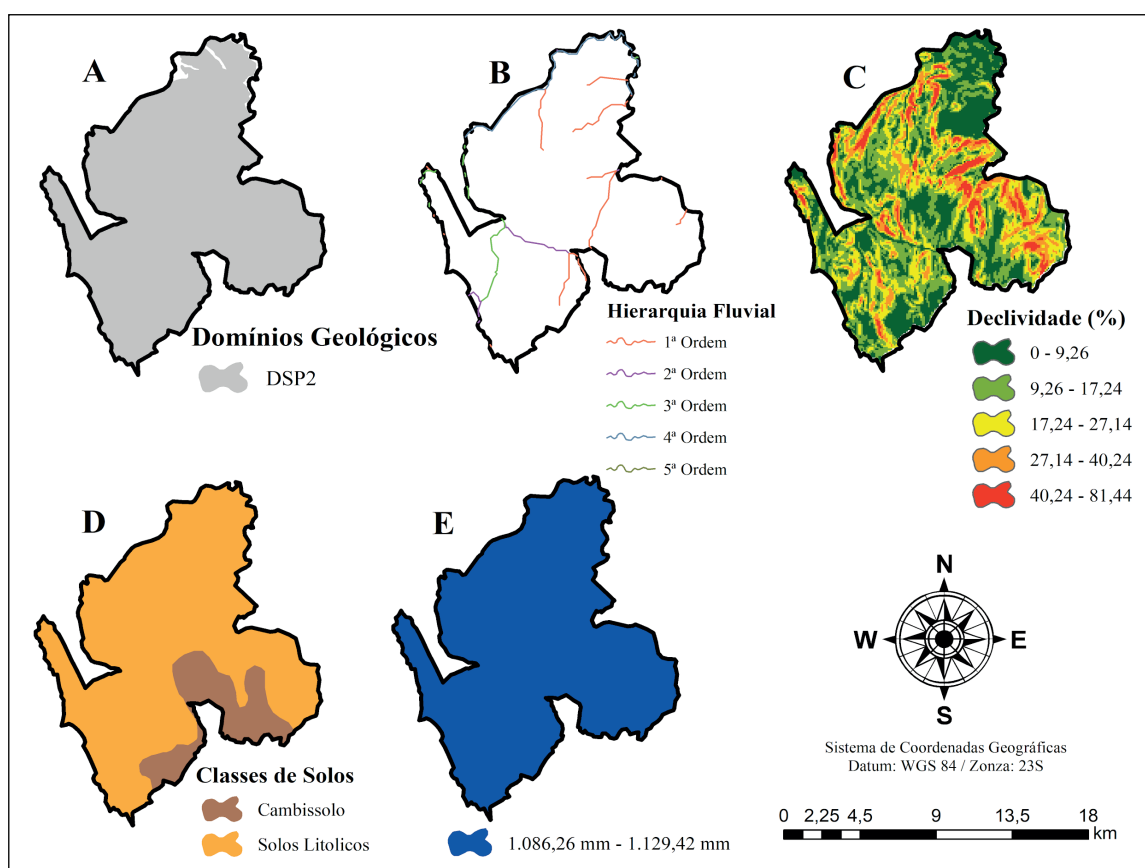 A
Domínios Geológicos
DSP2
B
Hierarquia Fluvial
1ª Ordem
2ª Ordem
3ª Ordem
4ª Ordem
5ª Ordem
C
Declividade (%)
0 - 9,26
9,26 - 17,24
17,24 - 27,14
27,14 - 40,24
40,24 - 81,44
D
Classes de Solos
Cambissolo
Solos Litolicos
E
1.086,26 mm - 1.129,42 mm
N
W E
S
Sistema de Coordenadas Geográficas
Datum: WGS 84 / Zonza: 23S
0 2,25 4,5 9 13,5 18
km